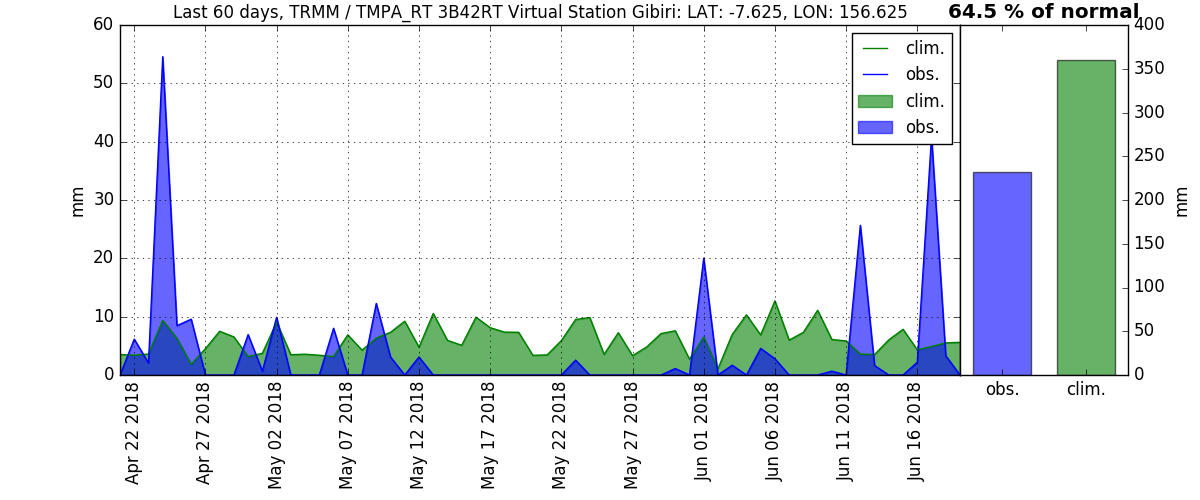 Last 60 days, TRMM / TMPA_RT 3B42RT Virtual Station Gibiri: LAT: -7.625, LON: 156.625
64.5 % of normal
60
50
40
30
20
10
0
mm
clim.
obs.
clim.
obs.
400
350
300
250
200
150
100
50
0
mm
obs.
clim.
Apr 22 2018
Apr 27 2018
May 02 2018
May 07 2018
May 12 2018
May 17 2018
May 22 2018
May 27 2018
Jun 01 2018
Jun 06 2018
Jun 11 2018
Jun 16 2018